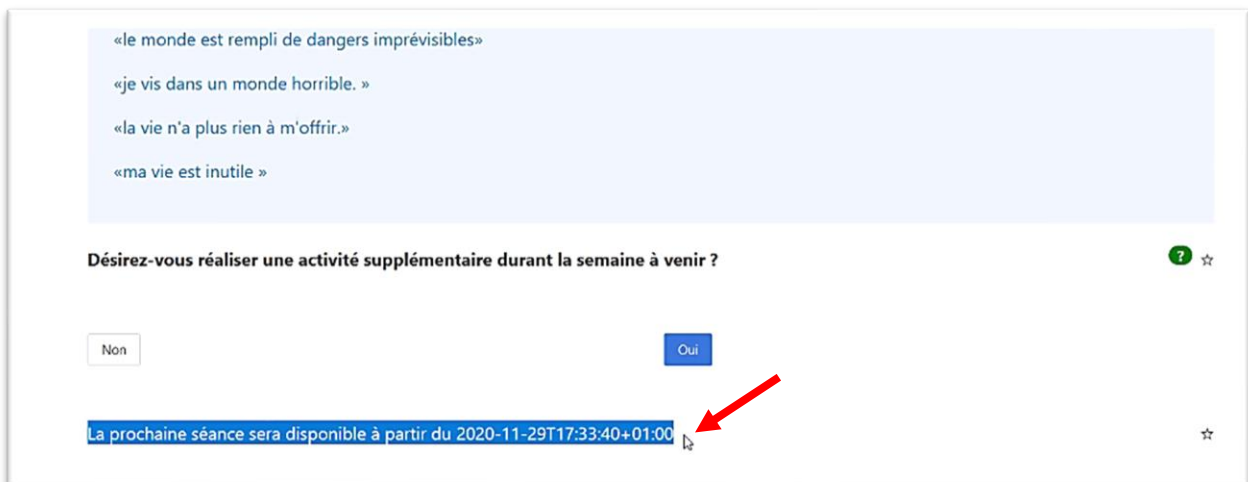 «le monde est rempli de dangers imprévisibles»
«je vis dans un monde horrible. »
«la vie n'a plus rien à m'offrir.»
«ma vie est inutile »
Désirez-vous réaliser une activité supplémentaire durant la semaine à venir ?
?
Non
Oui
La prochaine séance sera disponible à partir du 2020-11-29T17:33:40+01:00